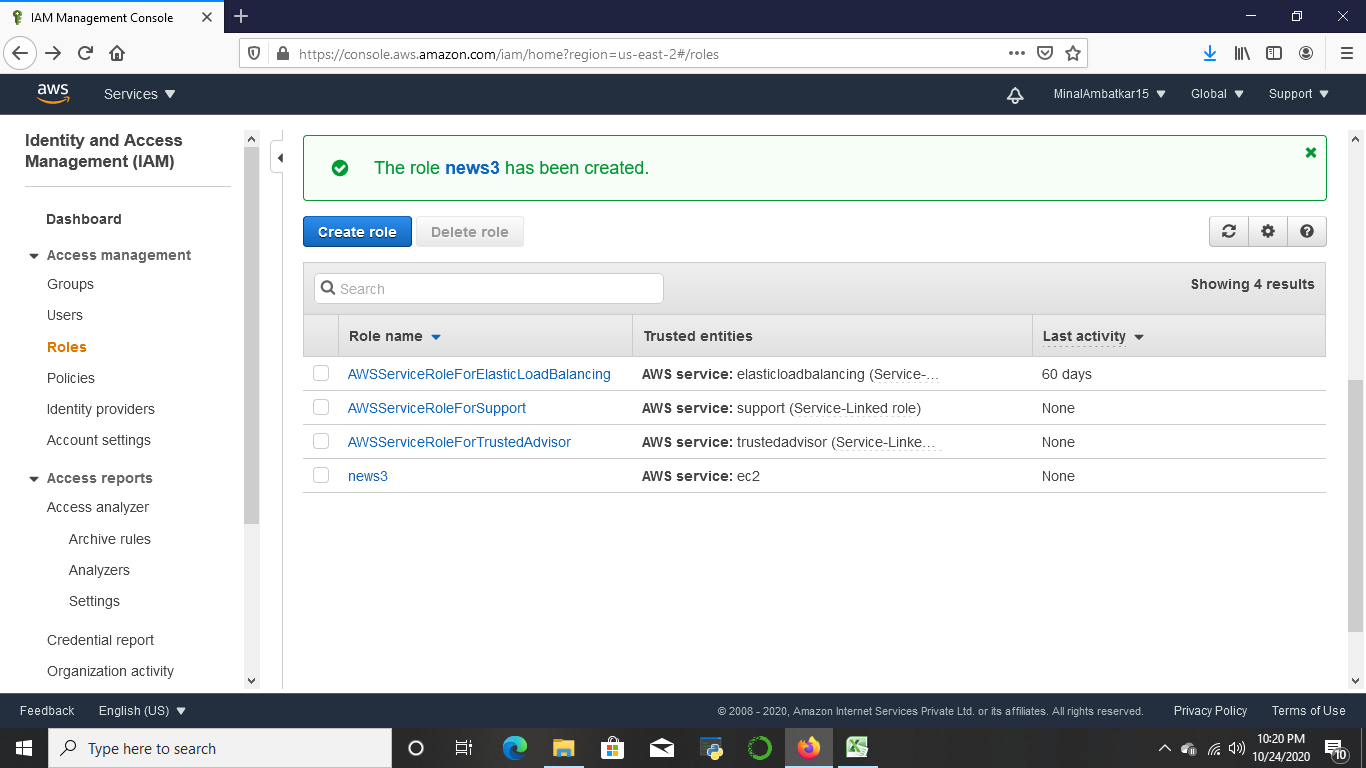 IAM Management Console
https://console.aws.amazon.com/iam/home?region=us-east-2#/roles
aws
Services
MinalAmbatkar15
Global
Support
Identity and Access
Management (IAM)
Dashboard
Access management
Groups
Users
Roles
Policies
Identity providers
Account settings
Access reports
Access analyzer
Archive rules
Analyzers
Settings
Credential report
Organization activity
The role news3 has been created.
Create role
Delete role
Search
Showing 4 results
Role name Trusted entities Last activity
AWSServiceRoleForElasticLoadBalancing AWS service: elasticloadbalancing (Service-… 60 days
AWSServiceRoleForSupport AWS service: support (Service-Linked role) None
AWSServiceRoleForTrustedAdvisor AWS service: trustedadvisor (Service-Linke… None
news3 AWS service: ec2 None
Feedback
English (US)
© 2008 - 2020, Amazon Internet Services Private Ltd. or its affiliates. All rights reserved.
Privacy Policy
Terms of Use
Type here to search
10:20 PM
10/24/2020
10